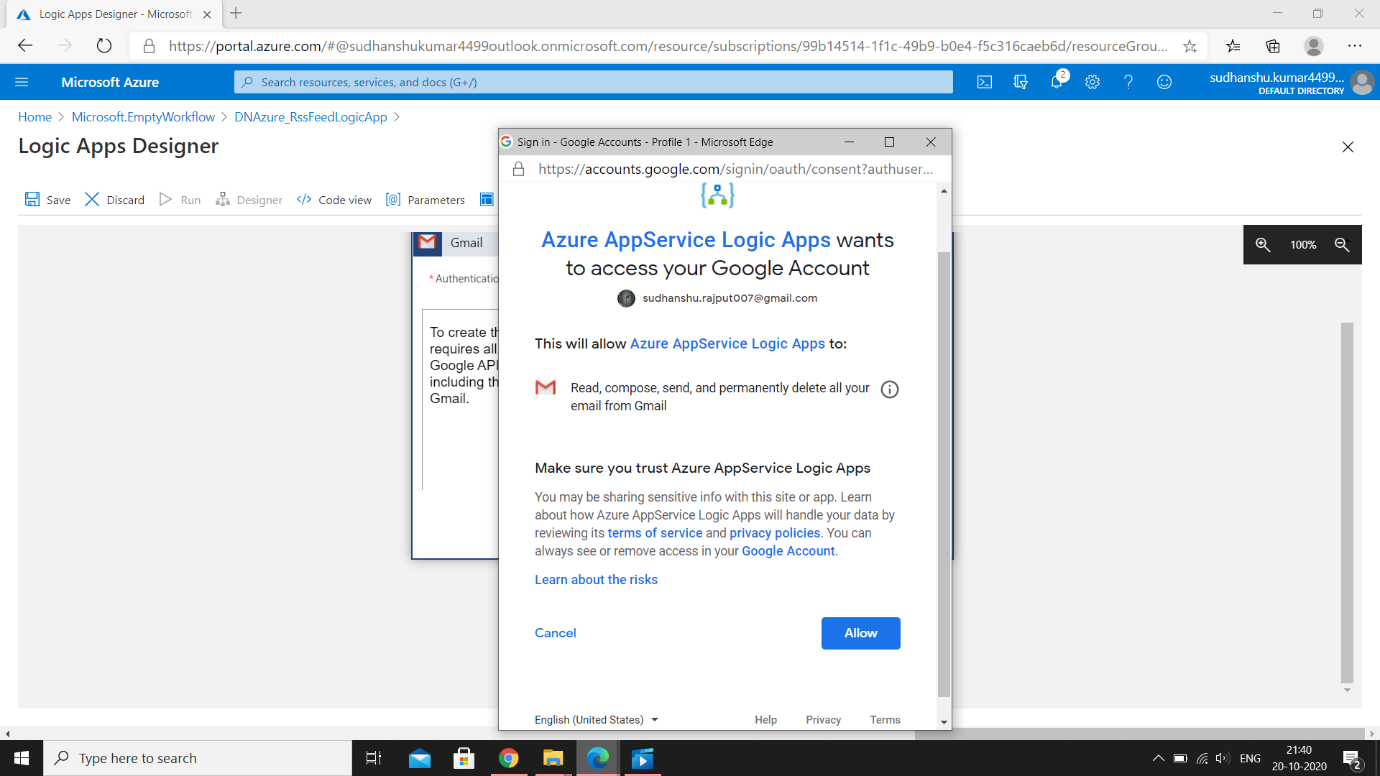 Logic Apps Designer - Microsoft
https://portal.azure.com/#@sudhanshukumar4499outlook.onmicrosoft.com/resource/subscriptions/99b14514-1f1c-49b9-b0e4-f5c316caeb6d/resourceGrou...
Microsoft Azure
Search resources, services, and docs (G+/)
2
sudhanshu.kumar4499...
DEFAULT DIRECTORY
Home > Microsoft.EmptyWorkflow > DNAzure_RssFeedLogicApp >
Logic Apps Designer
Save Discard Run Designer </> Code view [@] Parameters
100%
Gmail
*Authenticatio
To create th
requires all
Google API
including th
Gmail.
Sign in - Google Accounts - Profile 1 - Microsoft Edge
https://accounts.google.com/signin/oauth/consent?authuser...
Azure AppService Logic Apps wants
to access your Google Account
sudhanshu.rajput007@gmail.com
This will allow Azure AppService Logic Apps to:
Read, compose, send, and permanently delete all your
email from Gmail
Make sure you trust Azure AppService Logic Apps
You may be sharing sensitive info with this site or app. Learn
about how Azure AppService Logic Apps will handle your data by
reviewing its terms of service and privacy policies. You can
always see or remove access in your Google Account.
Learn about the risks
Cancel Allow
English (United States) Help Privacy Terms
Type here to search
ENG
21:40
20-10-2020
2